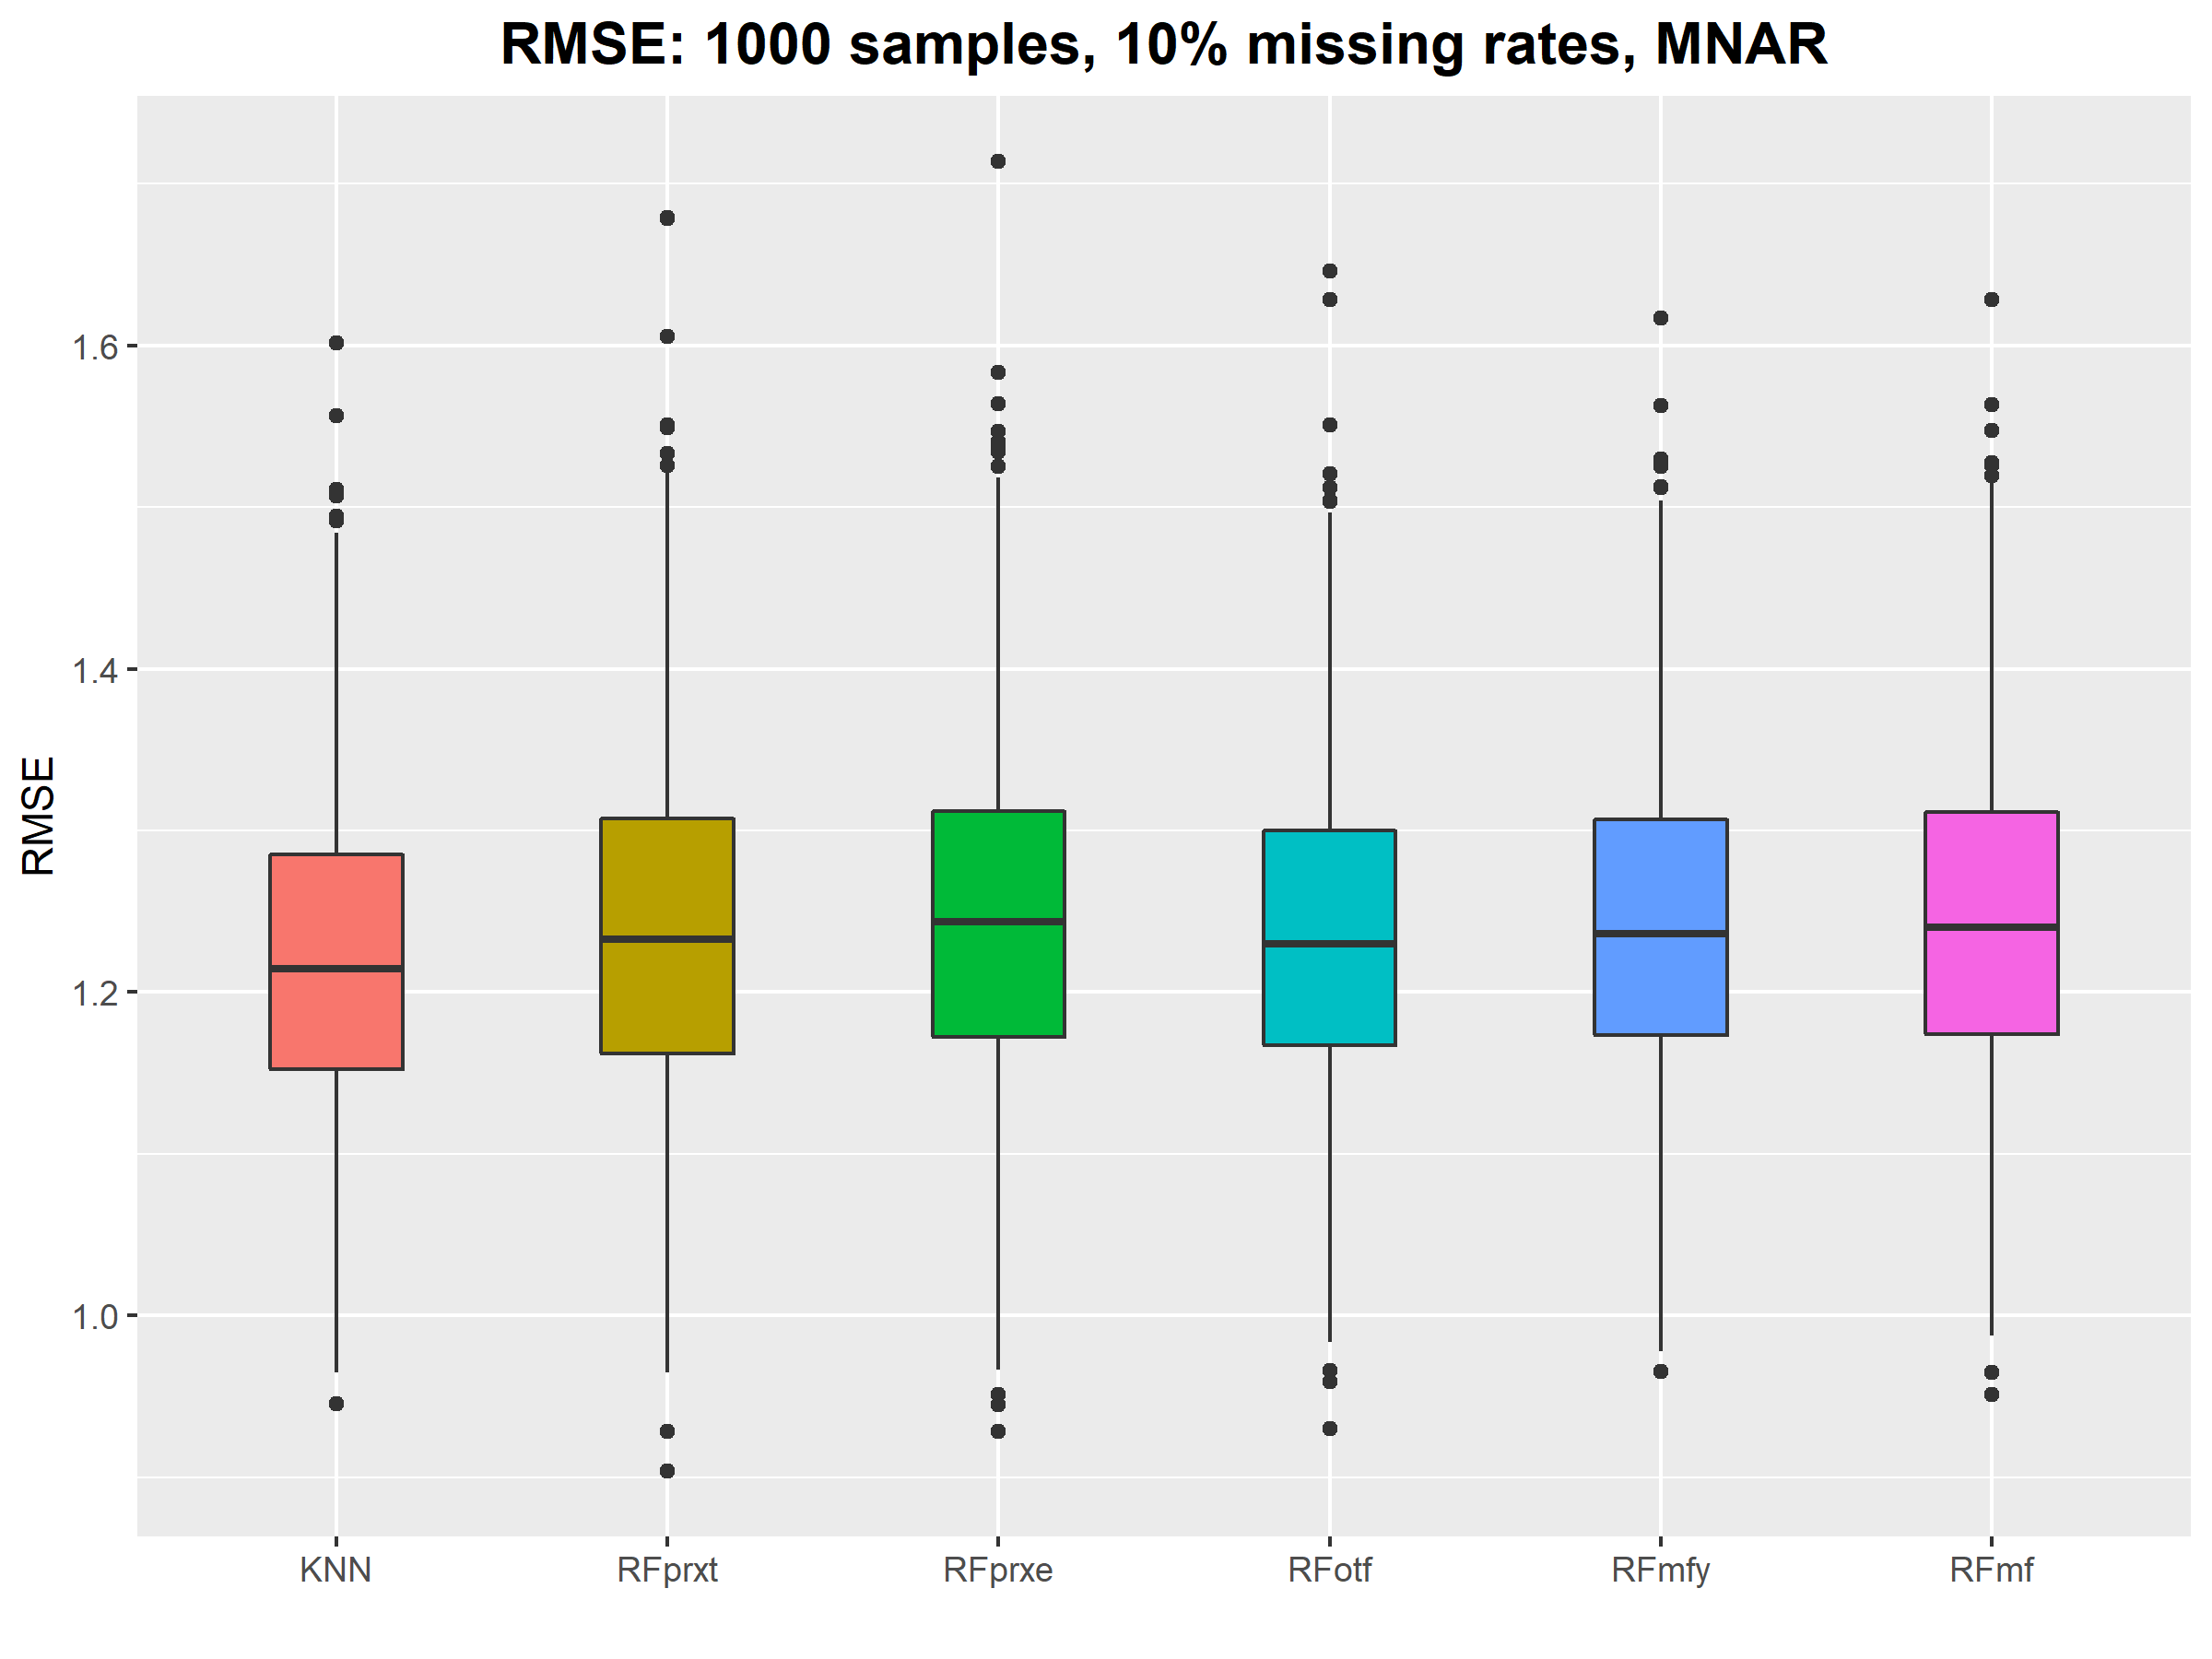 RMSE: 1000 samples, 10% missing rates, MNAR
RMSE
1.6
1.4
1.2
1.0
KNN RFprxt RFprxe RFotf RFmfy RFmf